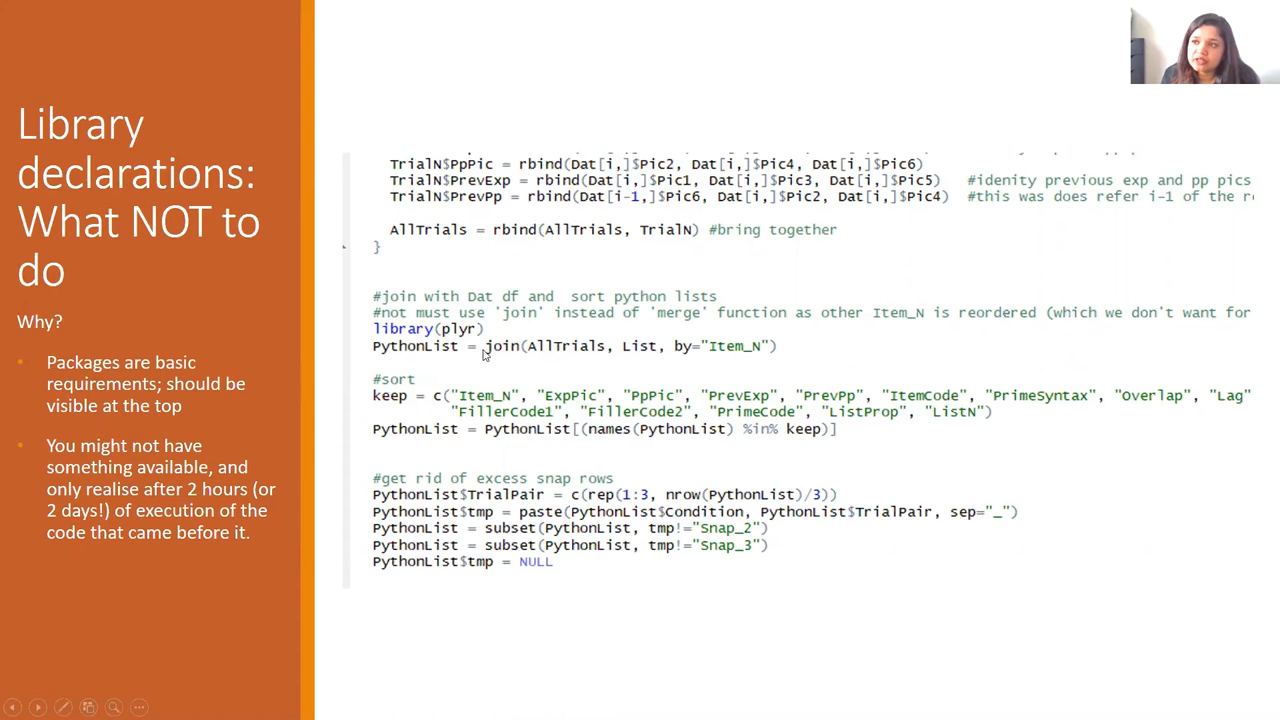 Library
declarations:
What NOT to
do
Why?
• Packages are basic
requirements; should be
visible at the top
• You might not have
something available, and
only realise after 2 hours (or
2 days!) of execution of the
code that came before it.
TrialN$PpPic = rbind(Dat[i,]$Pic2, Dat[i,]$Pic4, Dat[i,]$Pic6)
TrialN$PrevExp = rbind(Dat[i,]$Pic1, Dat[i,]$Pic3, Dat[i,]$Pic5) #idenity previous exp and pp pics
TrialN$PrevPp = rbind(Dat[i-1,]$Pic6, Dat[i,]$Pic2, Dat[i,]$Pic4) #this was does refer i-1 of the
AllTrials = rbind(AllTrials, TrialN) #bring together
}
#join with Dat df and sort python lists
#not must use 'join' instead of 'merge' function as other Item_N is reordered (which we don't want for
library(plyr)
PythonList = join(AllTrials, List, by="Item_N")
#sort
keep = c("Item_N", "ExpPic", "PpPic", "PrevExp", "PrevPp", "ItemCode", "PrimeSyntax", "Overlap", "Lag"
"FillerCode1", "FillerCode2", "PrimeCode", "ListProp", "ListN")
PythonList = PythonList[(names(PythonList) %in% keep)]
#get rid of excess snap rows
PythonList$TrialPair = c(rep(1:3, nrow(PythonList)/3))
PythonList$tmp = paste(PythonList$Condition, PythonList$TrialPair, sep="_")
PythonList = subset(PythonList, tmp!="Snap_2")
PythonList = subset(PythonList, tmp!="Snap_3")
PythonList$tmp = NULL